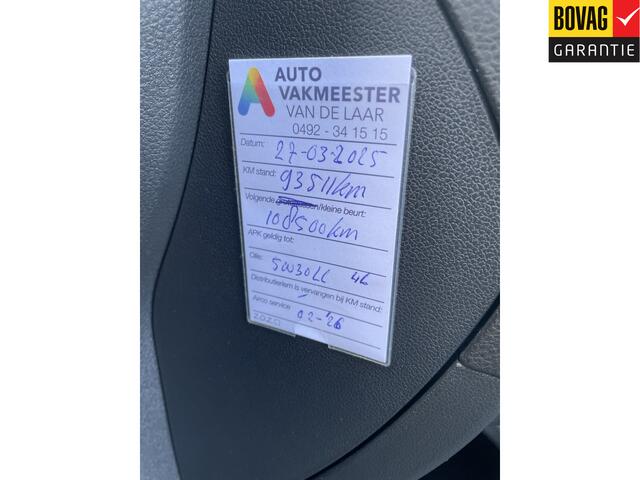 BOVAG
GARANTIE
AUTO
VAKMEESTER
VAN DE LAAR
0492 - 34 15 15
Datum: 27-03-2025
KM stand: 93511km
Volgende /kleine beurt:
108500km
APK geldig tot:
Olie: 5W30LL 4L
Distributieriem is vervangen bij KM stand:
Airco service 02-'26